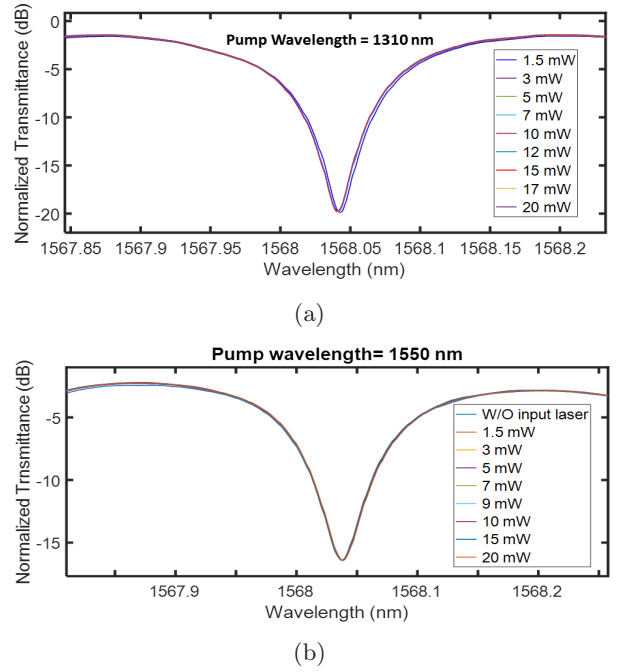 Pump Wavelength = 1310 nm
Normalized Transmittance (dB)
0
-5
-10
-15
-20
1.5 mW
3 mW
5 mW
7 mW
10 mW
12 mW
15 mW
17 mW
20 mW
1567.85 1567.9 1567.95 1568 1568.05 1568.1 1568.15 1568.2
Wavelength (nm)
(a)
Pump wavelength= 1550 nm
Normalized Trnsmittance (dB)
-5
-10
-15
W/O input laser
1.5 mW
3 mW
5 mW
7 mW
9 mW
10 mW
15 mW
20 mW
1567.9 1568 1568.1 1568.2
Wavelength (nm)
(b)